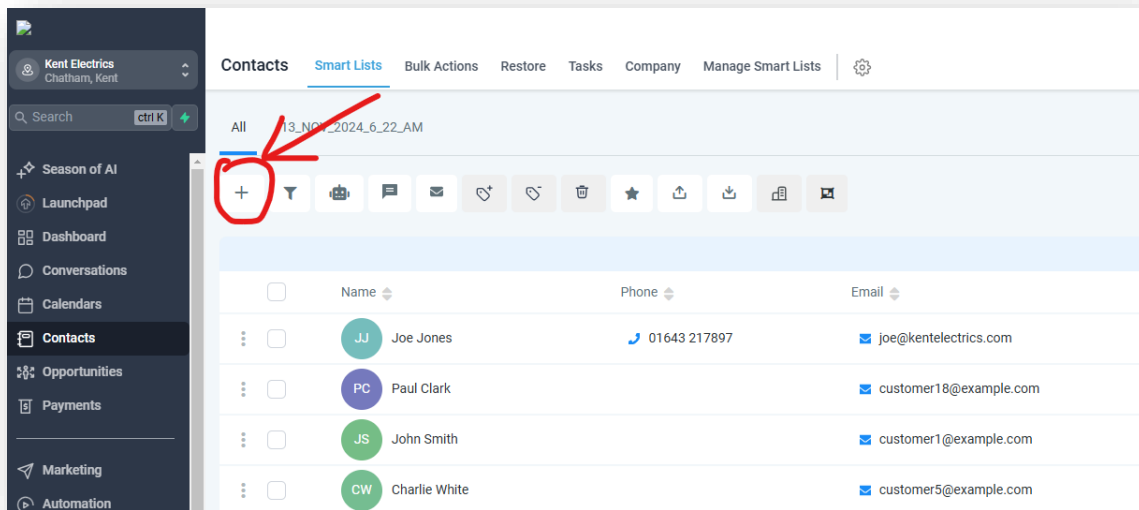 Kent Electrics
Chatham, Kent
Search ctrl K
Season of AI
Launchpad
Dashboard
Conversations
Calendars
Contacts
Opportunities
Payments
Marketing
Automation
Contacts Smart Lists Bulk Actions Restore Tasks Company Manage Smart Lists
All 13_NOV_2024_6_22_AM
Name Phone Email
JJ Joe Jones 01643 217897 joe@kentelectrics.com
PC Paul Clark customer18@example.com
JS John Smith customer1@example.com
CW Charlie White customer5@example.com